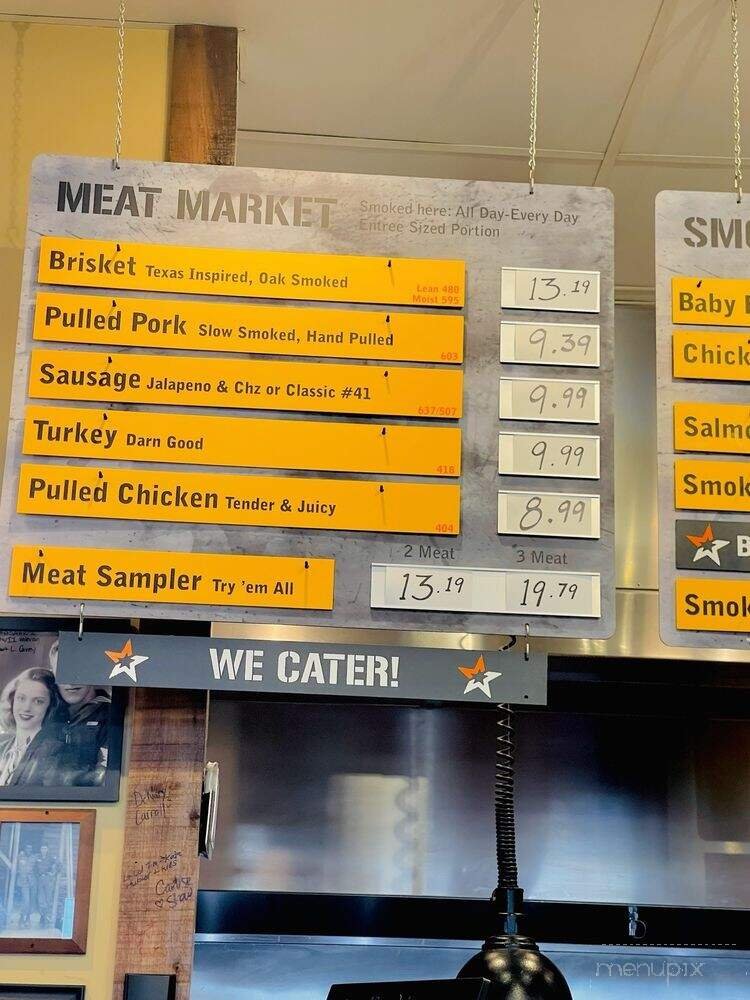 MEAT MARKET
Smoked here: All Day-Every Day
Entree Sized Portion
Brisket Texas Inspired, Oak Smoked
Lean 480
Moist 595
13.19
Pulled Pork Slow Smoked, Hand Pulled
603
9.39
Sausage Jalapeno & Chz or Classic #41
637/507
9.99
Turkey Darn Good
418
9.99
Pulled Chicken Tender & Juicy
404
8.99
2 Meat 3 Meat
Meat Sampler Try 'em All
13.19 19.79
WE CATER!
SMO
Baby
Chick
Salmo
Smok
B
Smok
Carroll
menupix